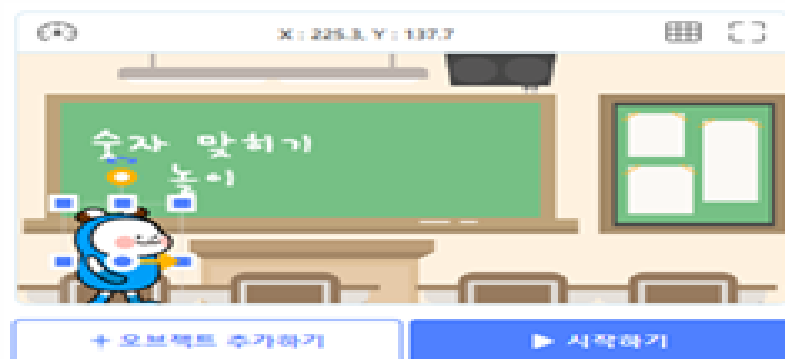 X : 225.3, Y : 137.7
숫자 맞히기
놀이
+ 오브젝트 추가하기
▶ 시작하기